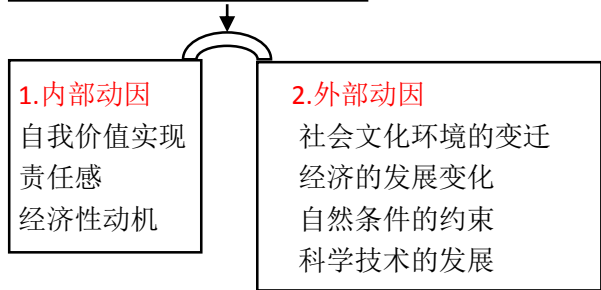 1.内部动因
自我价值实现
责任感
经济性动机
2.外部动因
社会文化环境的变迁
经济的发展变化
自然条件的约束
科学技术的发展